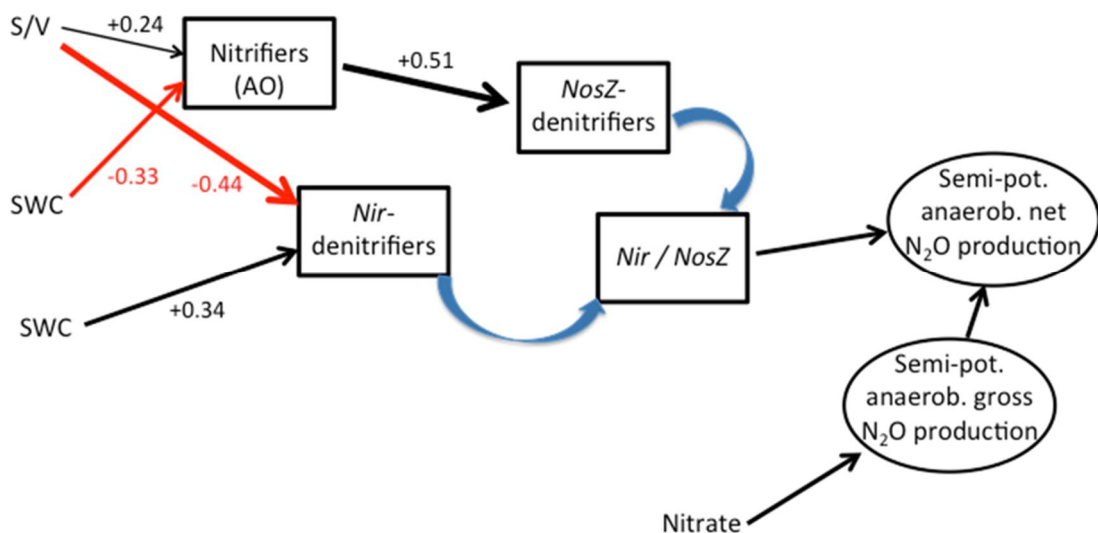 S/V
+0.24
Nitrifiers
(AO)
+0.51
NosZ-
denitrifiers
-0.33
-0.44
SWC
Nir-
denitrifiers
Nir / NosZ
Semi-pot.
anaerob. net
N₂O production
SWC
+0.34
Semi-pot.
anaerob. gross
N₂O production
Nitrate